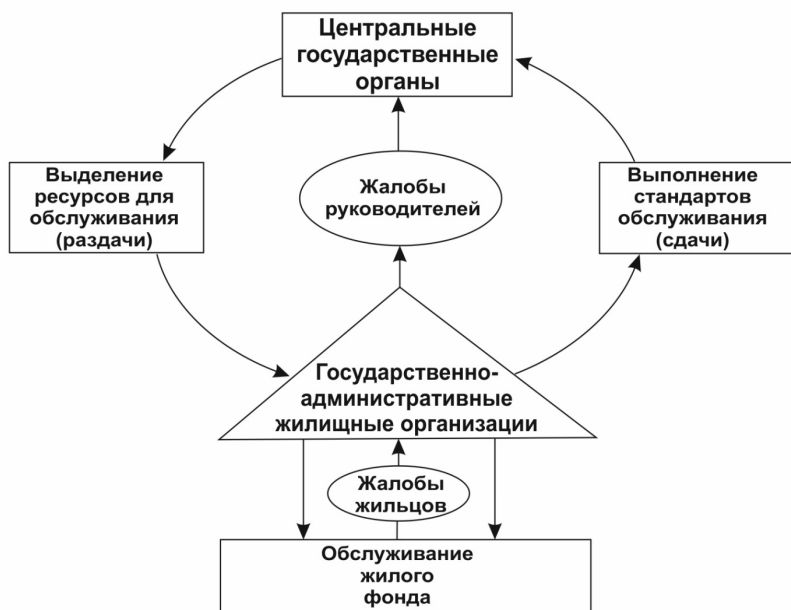 Центральные
государственные
органы
Выделение
ресурсов для
обслуживания
(раздачи)
Жалобы
руководителей
Выполнение
стандартов
обслуживания
(сдачи)
Государственно-
административные
жилищные организации
Жалобы
жильцов
Обслуживание
жилого
фонда